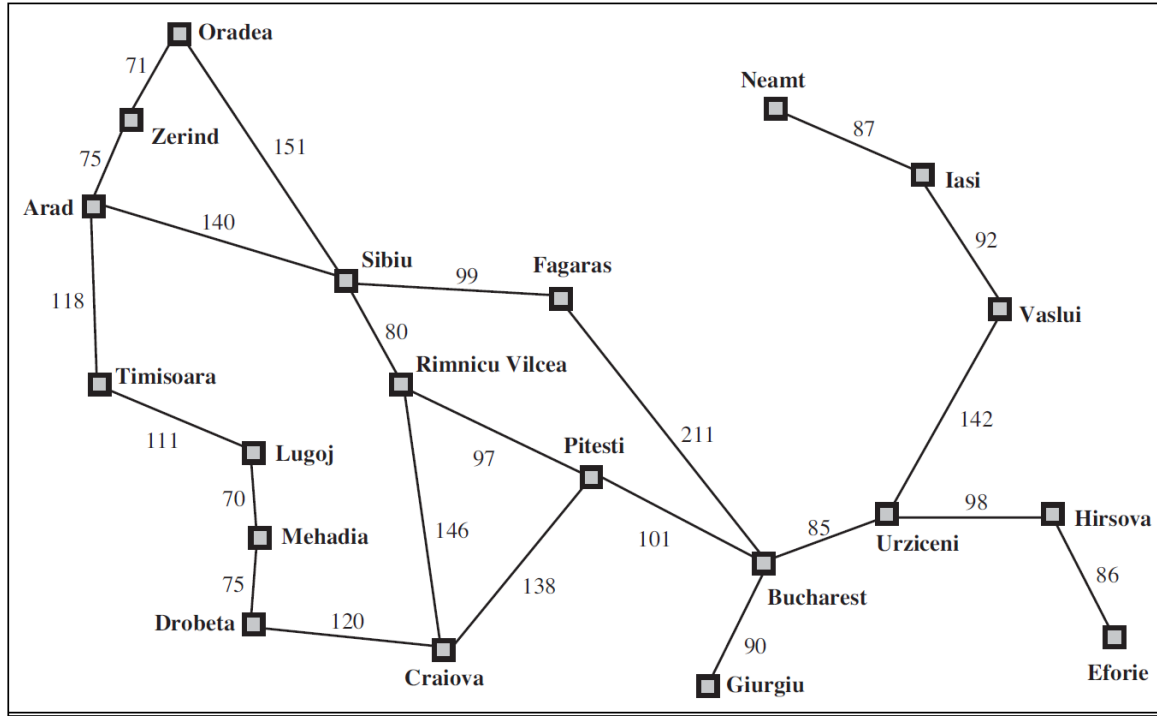 Oradea
71
Neamt
Zerind
87
151
75
Iasi
Arad
140
92
Sibiu
99
Fagaras
118
Vaslui
80
Rimnicu Vilcea
Timisoara
142
211
111
Lugoj
97
Pitesti
70
98
Hirsova
146
101
85
Mehadia
Urziceni
86
75
138
Bucharest
Drobeta
120
90
Craiova
Giurgiu
Eforie